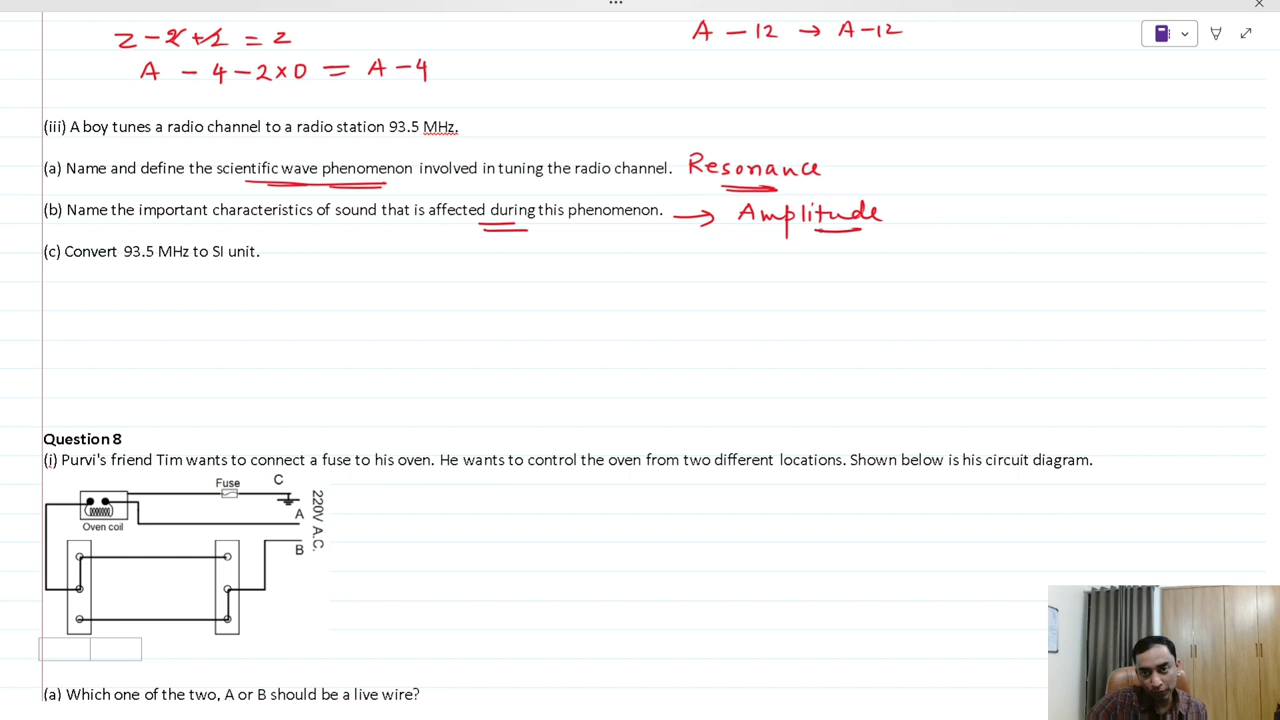 z - 2 + 2 = z
A - 12 → A - 12
A - 4 - 2 × 0 = A - 4
(iii) A boy tunes a radio channel to a radio station 93.5 MHz.
(a) Name and define the scientific wave phenomenon involved in tuning the radio channel. Resonance
(b) Name the important characteristics of sound that is affected during this phenomenon. → Amplitude
(c) Convert 93.5 MHz to SI unit.
Question 8
(i) Purvi's friend Tim wants to connect a fuse to his oven. He wants to control the oven from two different locations. Shown below is his circuit diagram.
Fuse
C
A
Oven coil
B
220V A.C.
(a) Which one of the two, A or B should be a live wire?